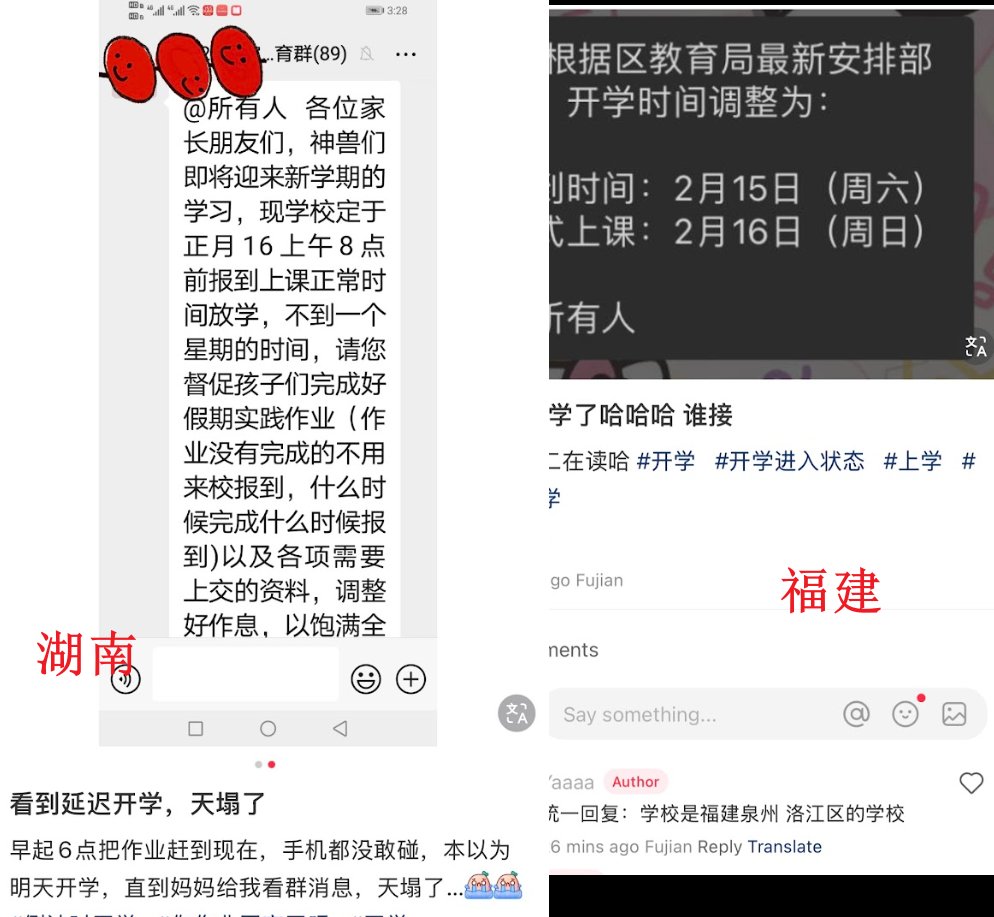 3:28
..育群(89)
@所有人 各位家
长朋友们，神兽们
即将迎来新学期的
学习，现学校定于
正月16上午8点
前报到上课正常时
间放学，不到一个
星期的时间，请您
督促孩子们完成好
假期实践作业（作
业没有完成的不用
来校报到，什么时
候完成什么时候报
到)以及各项需要
上交的资料，调整
好作息，以饱满全
湖南
看到延迟开学，天塌了
早起6点把作业赶到现在，手机都没敢碰，本以为
明天开学，直到妈妈给我看群消息，天塌了...
根据区教育局最新安排部
开学时间调整为：
到时间：2月15日（周六）
式上课：2月16日（周日）
所有人
学了哈哈哈 谁接
二在读哈 #开学 #开学进入状态 #上学 #
学
go Fujian
福建
ments
Say something...
Yaaaa Author
统一回复：学校是福建泉州 洛江区的学校
6 mins ago Fujian Reply Translate